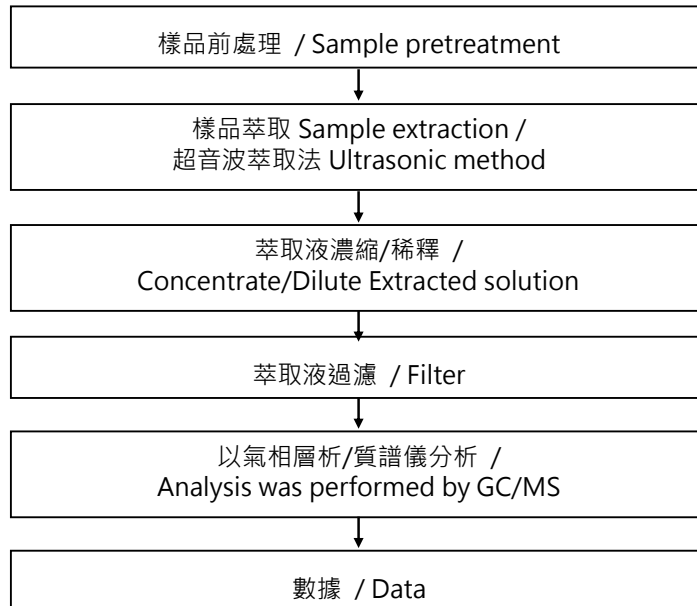 樣品前處理 / Sample pretreatment
樣品萃取 Sample extraction /
超音波萃取法 Ultrasonic method
萃取液濃縮/稀釋 /
Concentrate/Dilute Extracted solution
萃取液過濾 / Filter
以氣相層析/質譜儀分析 /
Analysis was performed by GC/MS
數據 / Data